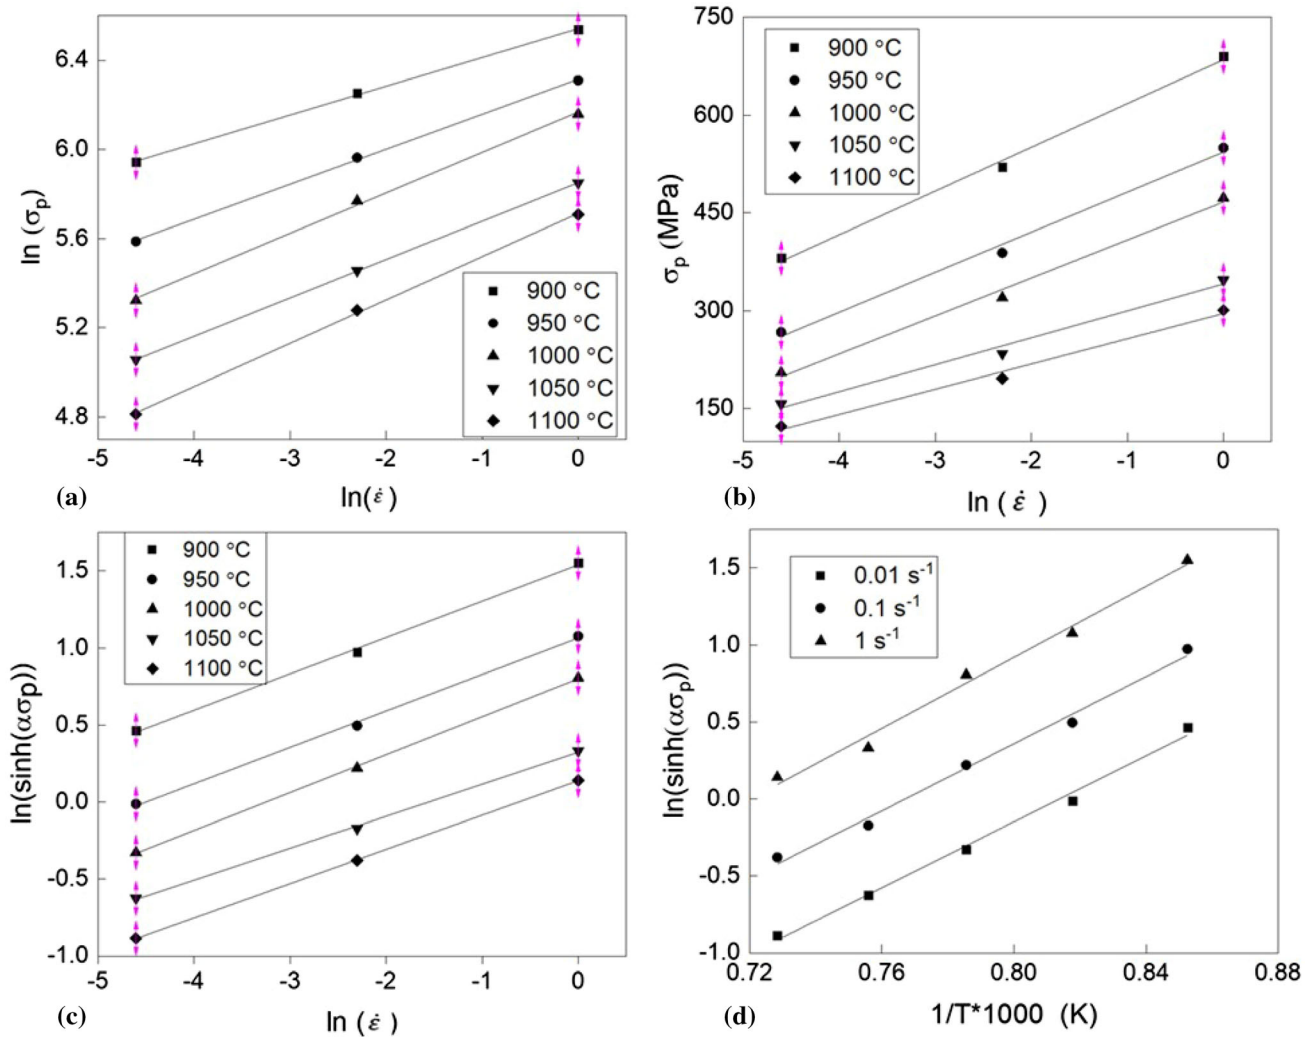 ln (σp)
6.4
6.0
5.6
5.2
4.8
900 °C
950 °C
1000 °C
1050 °C
1100 °C
-5 -4 -3 -2 -1 0
(a) ln(ε̇)
σp (MPa)
750
600
450
300
150
900 °C
950 °C
1000 °C
1050 °C
1100 °C
-5 -4 -3 -2 -1 0
(b) ln (ε̇ )
ln(sinh(ασp))
1.5
1.0
0.5
0.0
-0.5
-1.0
900 °C
950 °C
1000 °C
1050 °C
1100 °C
-5 -4 -3 -2 -1 0
(c) ln (ε̇ )
ln(sinh(ασp)
1.5
1.0
0.5
0.0
-0.5
-1.0
0.01 s-1
0.1 s-1
1 s-1
0.72 0.76 0.80 0.84 0.88
(d) 1/T*1000 (K)